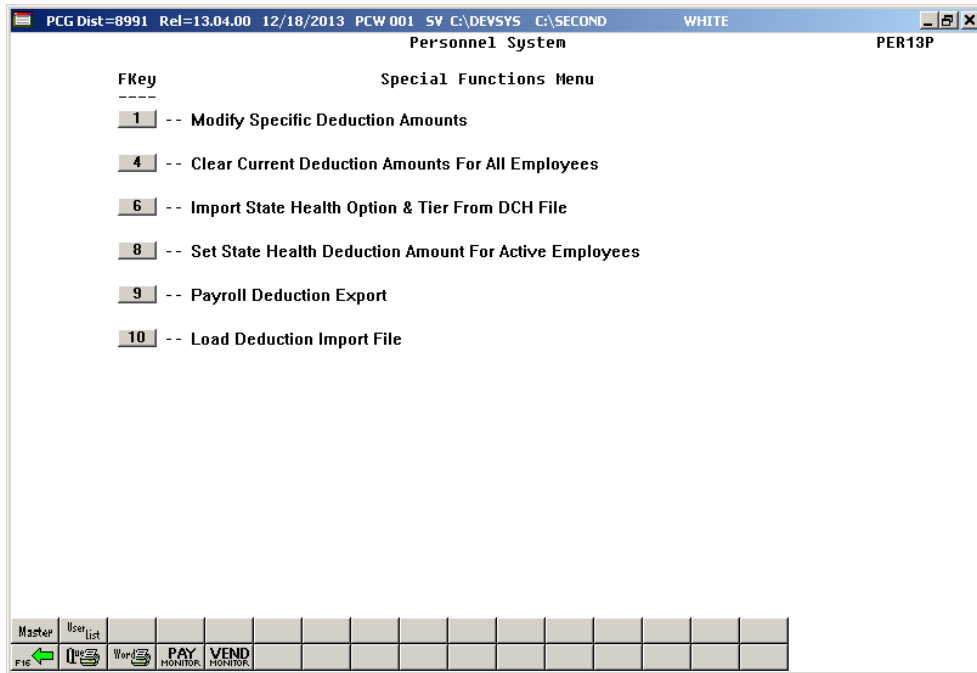 PCG Dist=8991 Rel=13.04.00 12/18/2013 PCW 001 SV C:\DEVSYS C:\SECOND WHITE
Personnel System PER13P
FKey Special Functions Menu
----
1 -- Modify Specific Deduction Amounts
4 -- Clear Current Deduction Amounts For All Employees
6 -- Import State Health Option & Tier From DCH File
8 -- Set State Health Deduction Amount For Active Employees
9 -- Payroll Deduction Export
10 -- Load Deduction Import File
Master User List
F16 Que Word PAY MONITOR VEND MONITOR